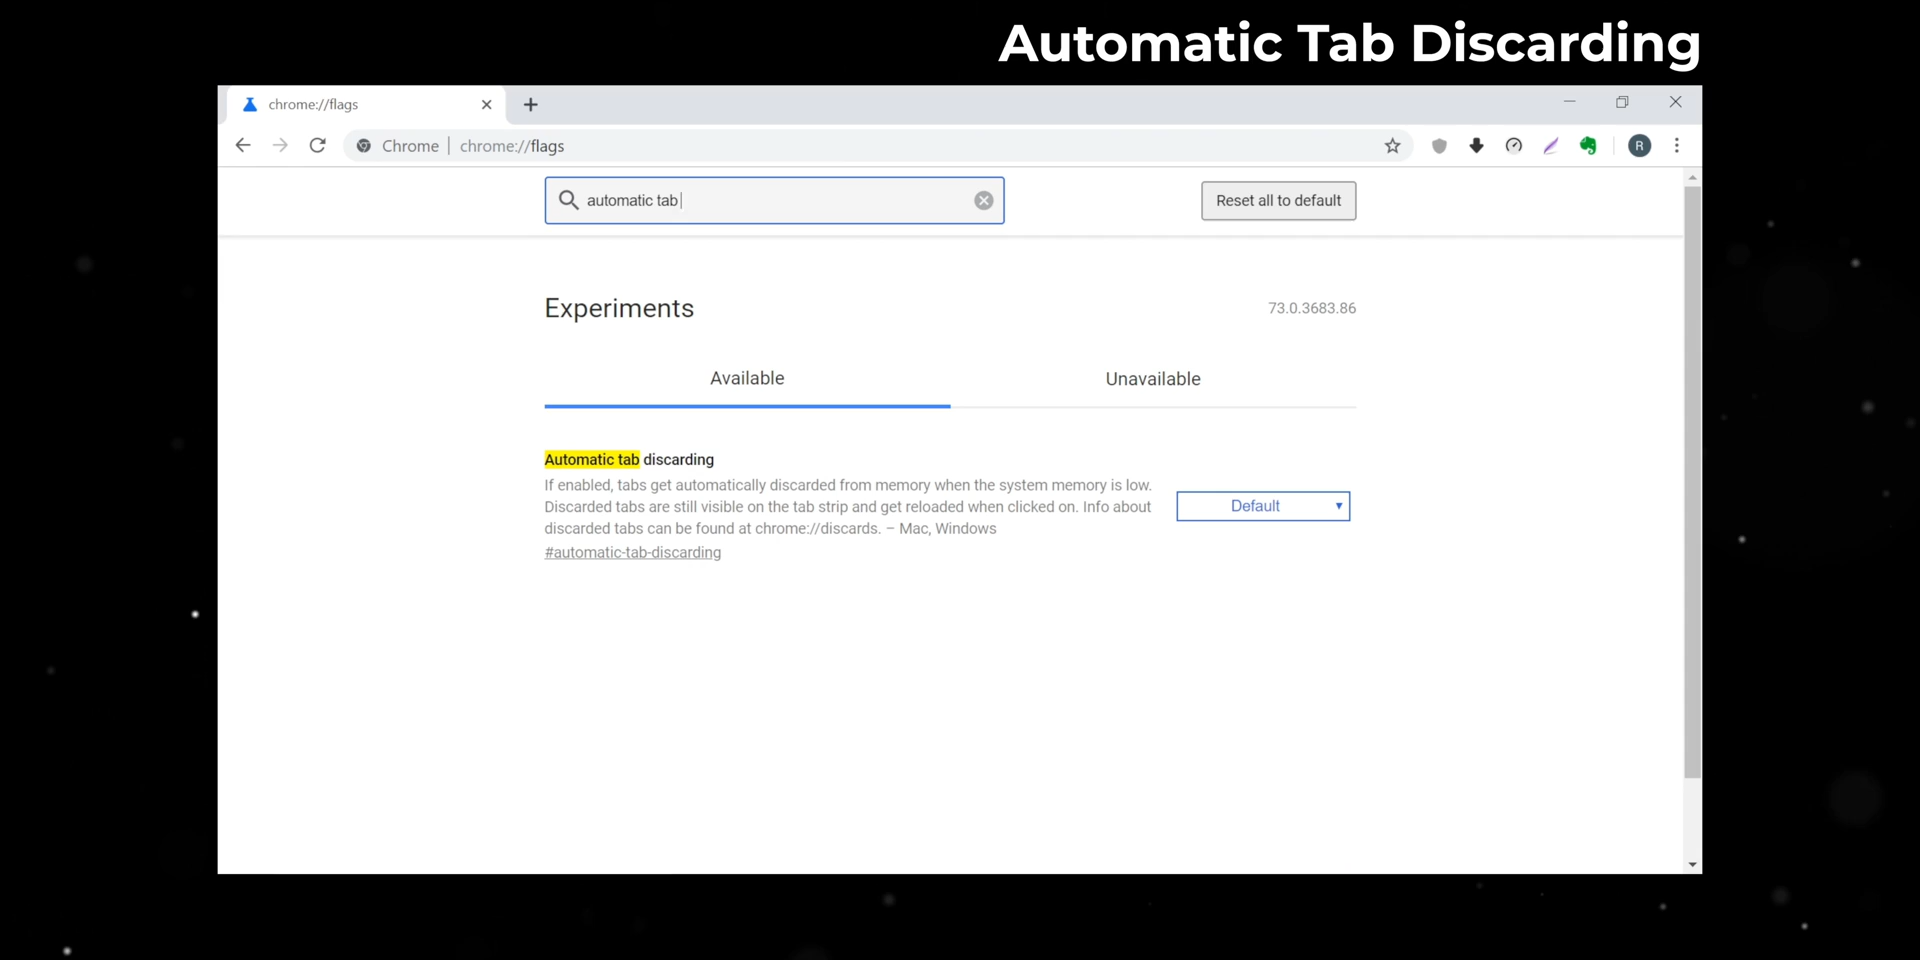 Automatic Tab Discarding
chrome://flags
Chrome | chrome://flags
R
automatic tab
Reset all to default
Experiments
73.0.3683.86
Available
Unavailable
Automatic tab discarding
If enabled, tabs get automatically discarded from memory when the system memory is low.
Discarded tabs are still visible on the tab strip and get reloaded when clicked on. Info about
discarded tabs can be found at chrome://discards. – Mac, Windows
#automatic-tab-discarding
Default